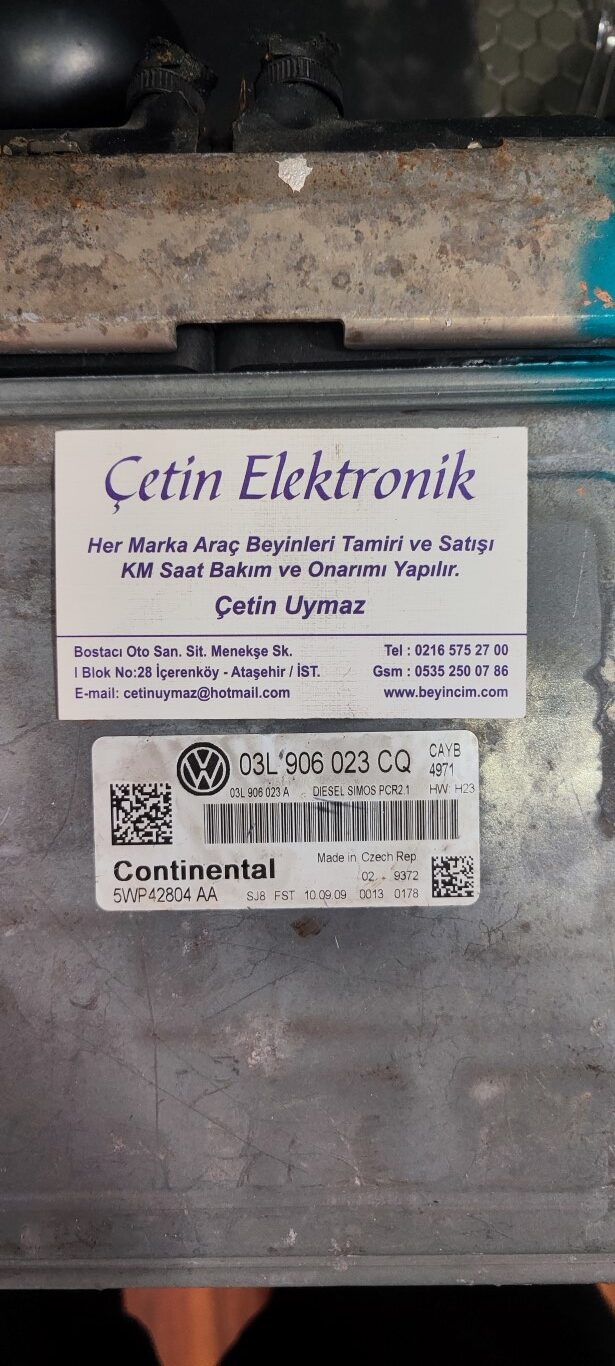 Çetin Elektronik
Her Marka Araç Beyinleri Tamiri ve Satışı
KM Saat Bakım ve Onarımı Yapılır.
Çetin Uymaz
Bostacı Oto San. Sit. Menekşe Sk.
I Blok No:28 İçerenköy - Ataşehir / İST.
E-mail: cetinuymaz@hotmail.com
Tel : 0216 575 27 00
Gsm : 0535 250 07 86
www.beyincim.com
03L 906 023 CQ
CAYB
4971
03L 906 023 A DIESEL SIMOS PCR2.1 HW: H23
Continental
Made in Czech Rep.
02 9372
5WP42804 AA SJ8 FST 10.09.09 0013 0178